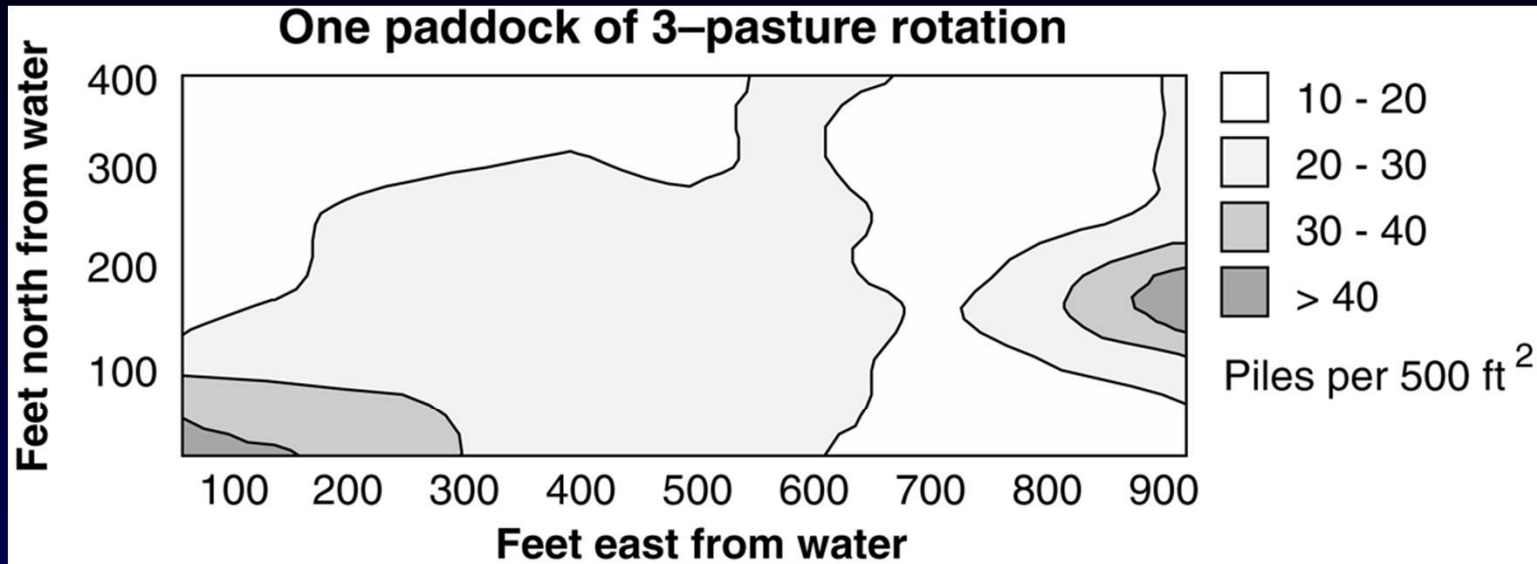 One paddock of 3–pasture rotation
Feet north from water
400
300
200
100
100 200 300 400 500 600 700 800 900
Feet east from water
10 - 20
20 - 30
30 - 40
> 40
Piles per 500 ft 2